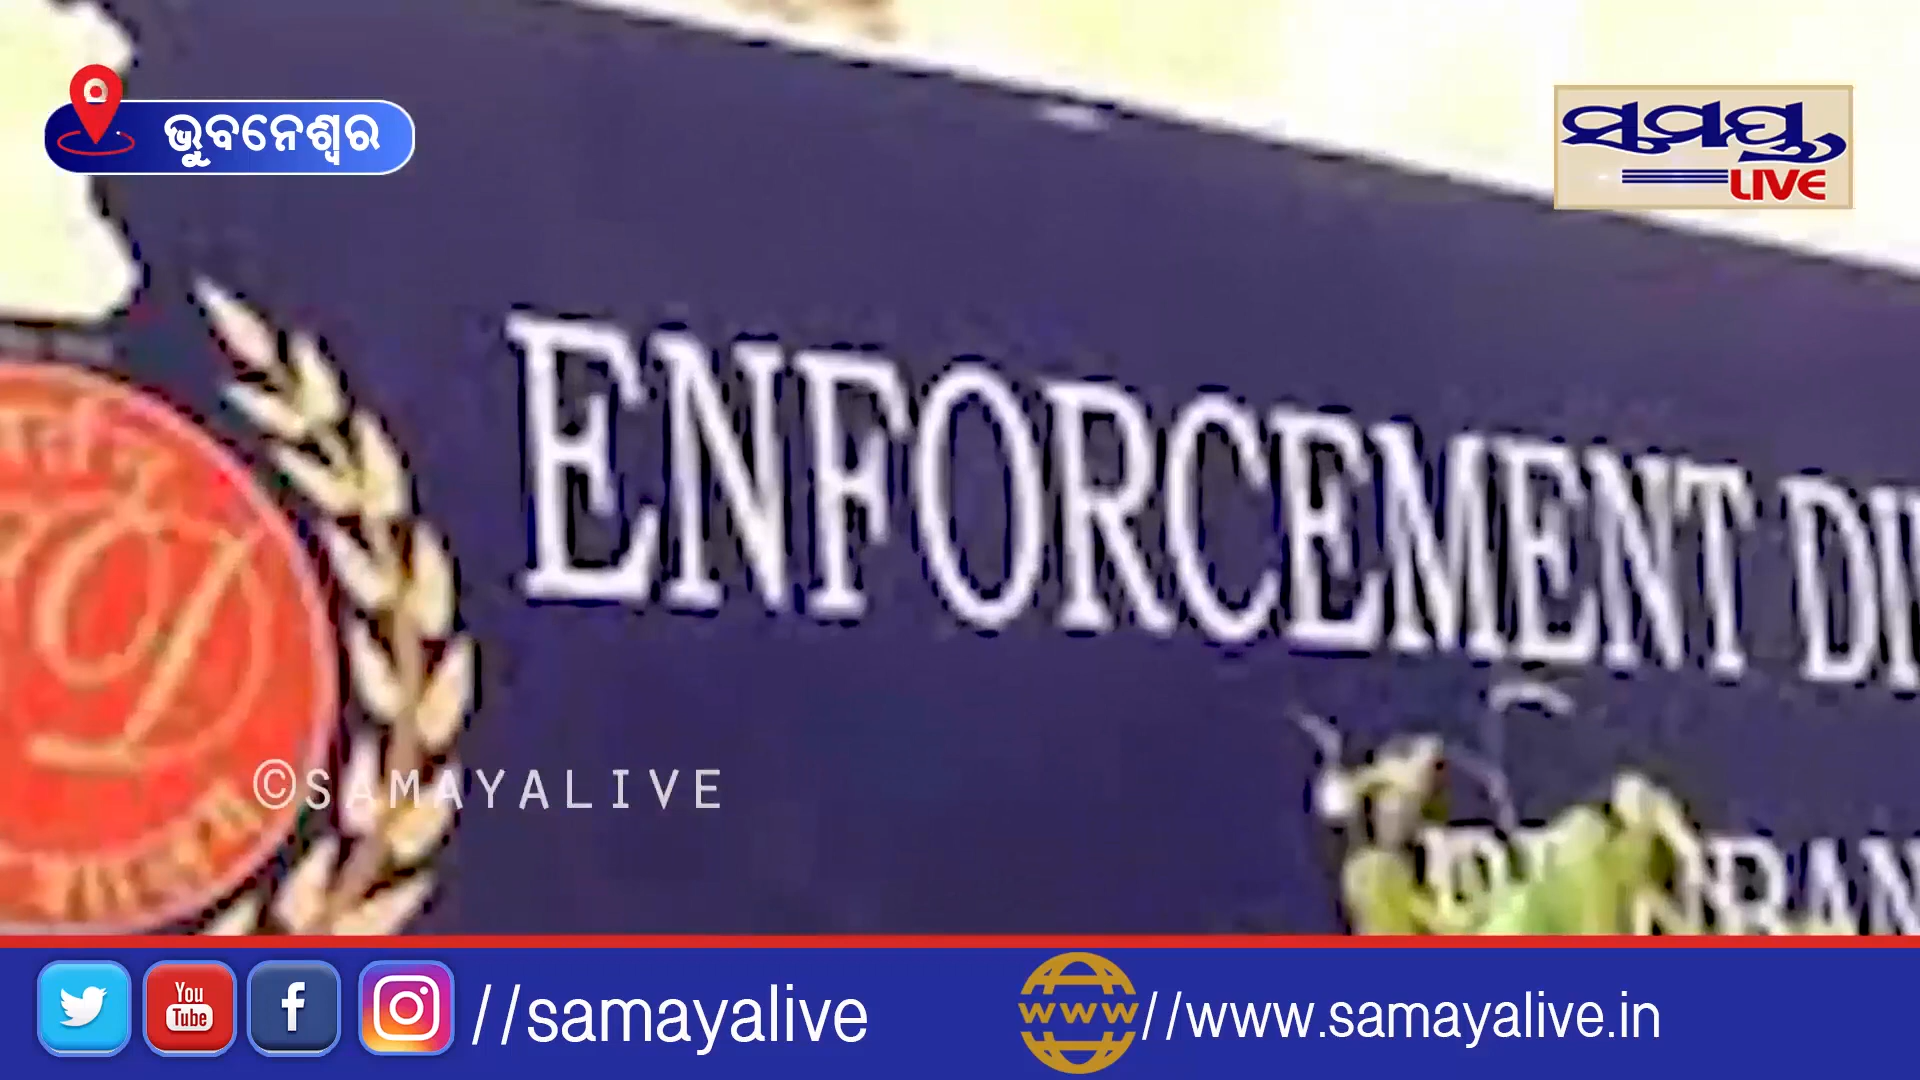 ଭୁବନେଶ୍ୱର
ସମୟ
LIVE
ENFORCEMENT DI
©SAMAYALIVE
You
Tube
//samayalive
www//www.samayalive.in